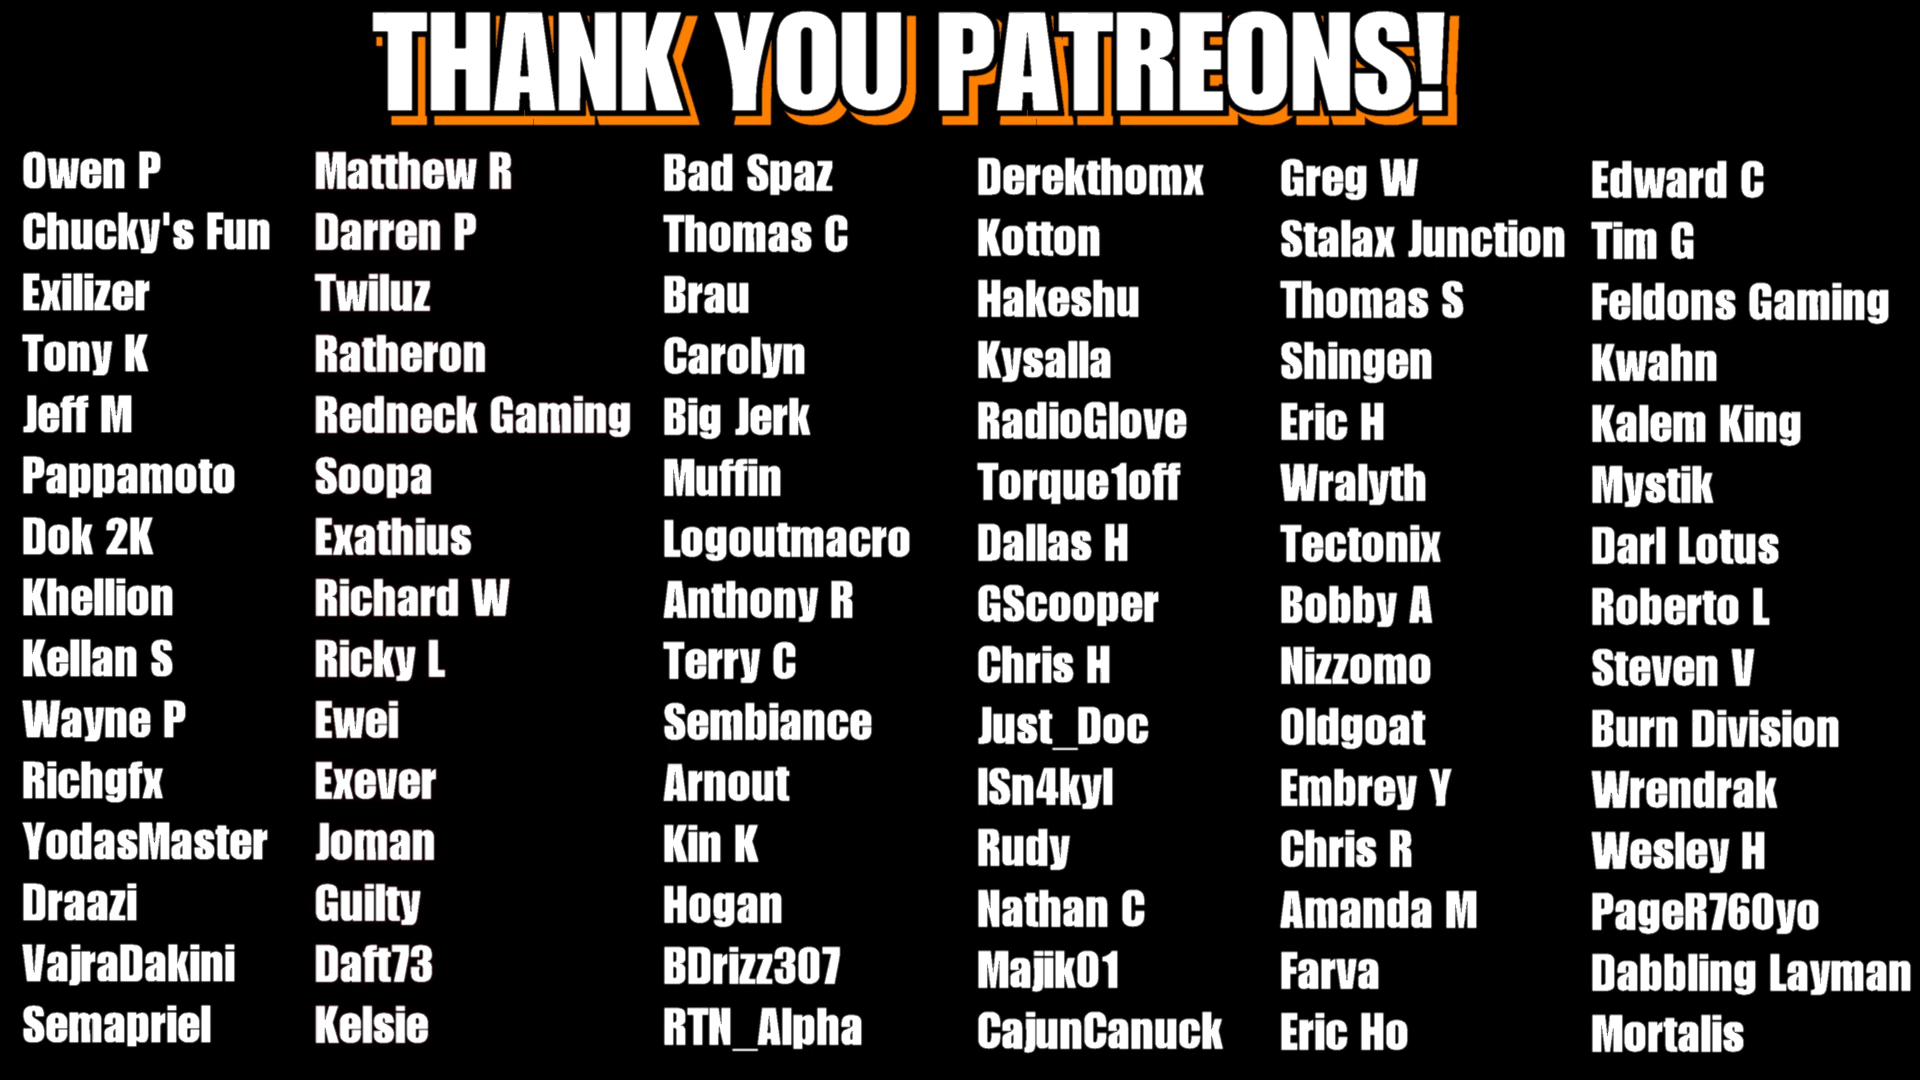 THANK YOU PATREONS!
Owen P
Chucky's Fun
Exilizer
Tony K
Jeff M
Pappamoto
Dok 2K
Khellion
Kellan S
Wayne P
Richgfx
YodasMaster
Draazi
VajraDakini
Semapriel
Matthew R
Darren P
Twiluz
Ratheron
Redneck Gaming
Soopa
Exathius
Richard W
Ricky L
Ewei
Exever
Joman
Guilty
Daft73
Kelsie
Bad Spaz
Thomas C
Brau
Carolyn
Big Jerk
Muffin
Logoutmacro
Anthony R
Terry C
Sembiance
Arnout
Kin K
Hogan
BDrizz307
RTN_Alpha
Derekthomx
Kotton
Hakeshu
Kysalla
RadioGlove
Torque1off
Dallas H
GScooper
Chris H
Just_Doc
ISn4kyI
Rudy
Nathan C
Majik01
CajunCanuck
Greg W
Stalax Junction
Thomas S
Shingen
Eric H
Wralyth
Tectonix
Bobby A
Nizzomo
Oldgoat
Embrey Y
Chris R
Amanda M
Farva
Eric Ho
Edward C
Tim G
Feldons Gaming
Kwahn
Kalem King
Mystik
Darl Lotus
Roberto L
Steven V
Burn Division
Wrendrak
Wesley H
PageR760yo
Dabbling Layman
Mortalis